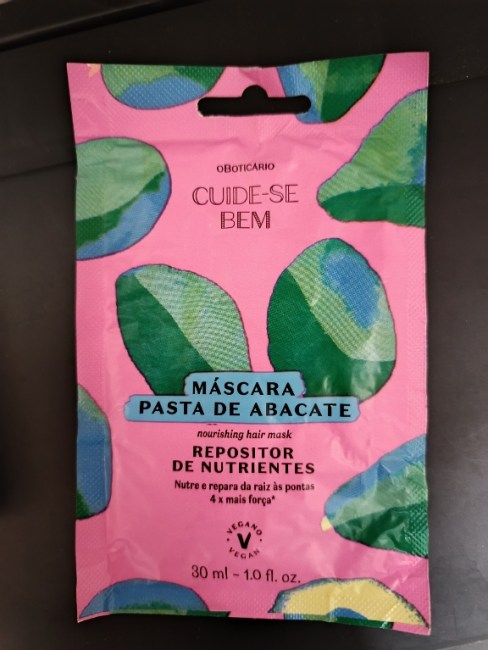 oBOTICÁRIO
CUIDE-SE
BEM
MÁSCARA
PASTA DE ABACATE
nourishing hair mask
REPOSITOR
DE NUTRIENTES
Nutre e repara da raiz às pontas
4 x mais força*
VEGANO
V
VEGAN
30 ml – 1.0 fl. oz.